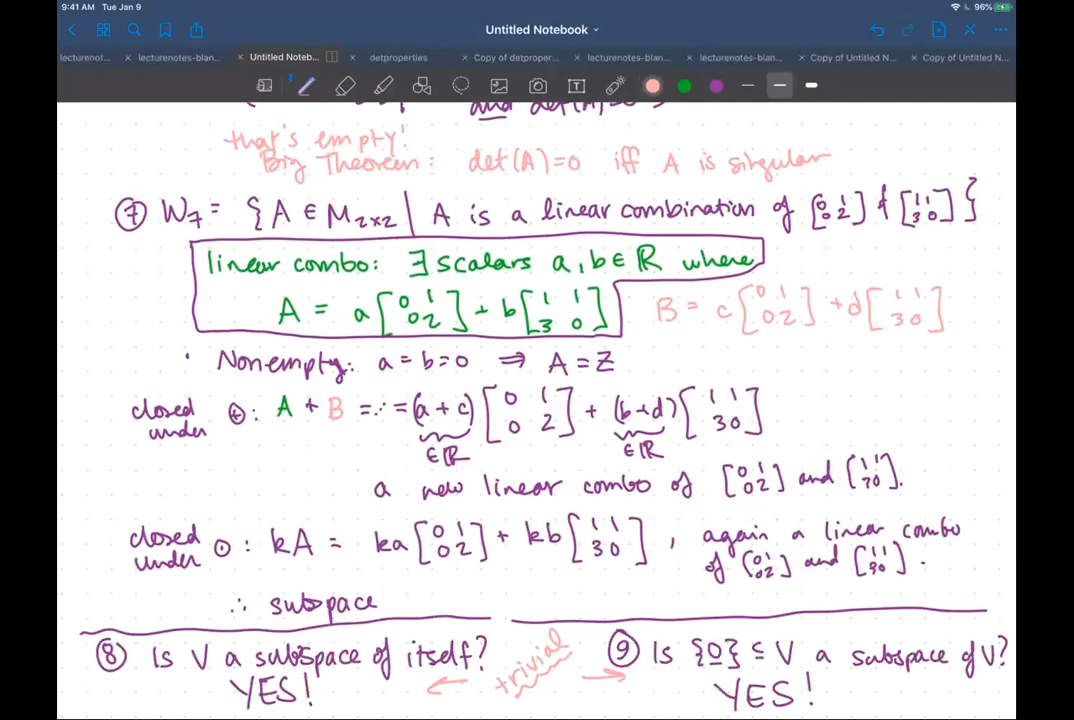 9:41 AM Tue Jan 9
96%
Untitled Notebook
lecturenot...
lecturenotes-blan...
Untitled Noteb...
detproperties
Copy of detproper...
lecturenotes-blan...
lecturenotes-blan...
Copy of Untitled N...
Copy of Untitled N...
and det(A)=0
that's empty!
Big Theorem: det(A)=0 iff A is singular
⑦ W₇ = {A ∈ M₂ₓ₂ | A is a linear combination of [0 1; 0 2] & [1 1; 3 0]}
linear combo: ∃ scalars a, b ∈ ℝ where
A = a[0 1; 0 2] + b[1 1; 3 0]
B = c[0 1; 0 2] + d[1 1; 3 0]
· Nonempty: a = b = 0 ⇒ A = Z
closed under ⊕: A + B = ... = (a + c)[0 1; 0 2] + (b + d)[1 1; 3 0]
∈ℝ ∈ℝ
a new linear combo of [0 1; 0 2] and [1 1; 3 0].
closed under ⊙: kA = ka[0 1; 0 2] + kb[1 1; 3 0], again a linear combo
of [0 1; 0 2] and [1 1; 3 0].
∴ subspace
⑧ Is V a subspace of itself?
YES!
trivial
⑨ Is {0} ⊆ V a subspace of V?
YES!